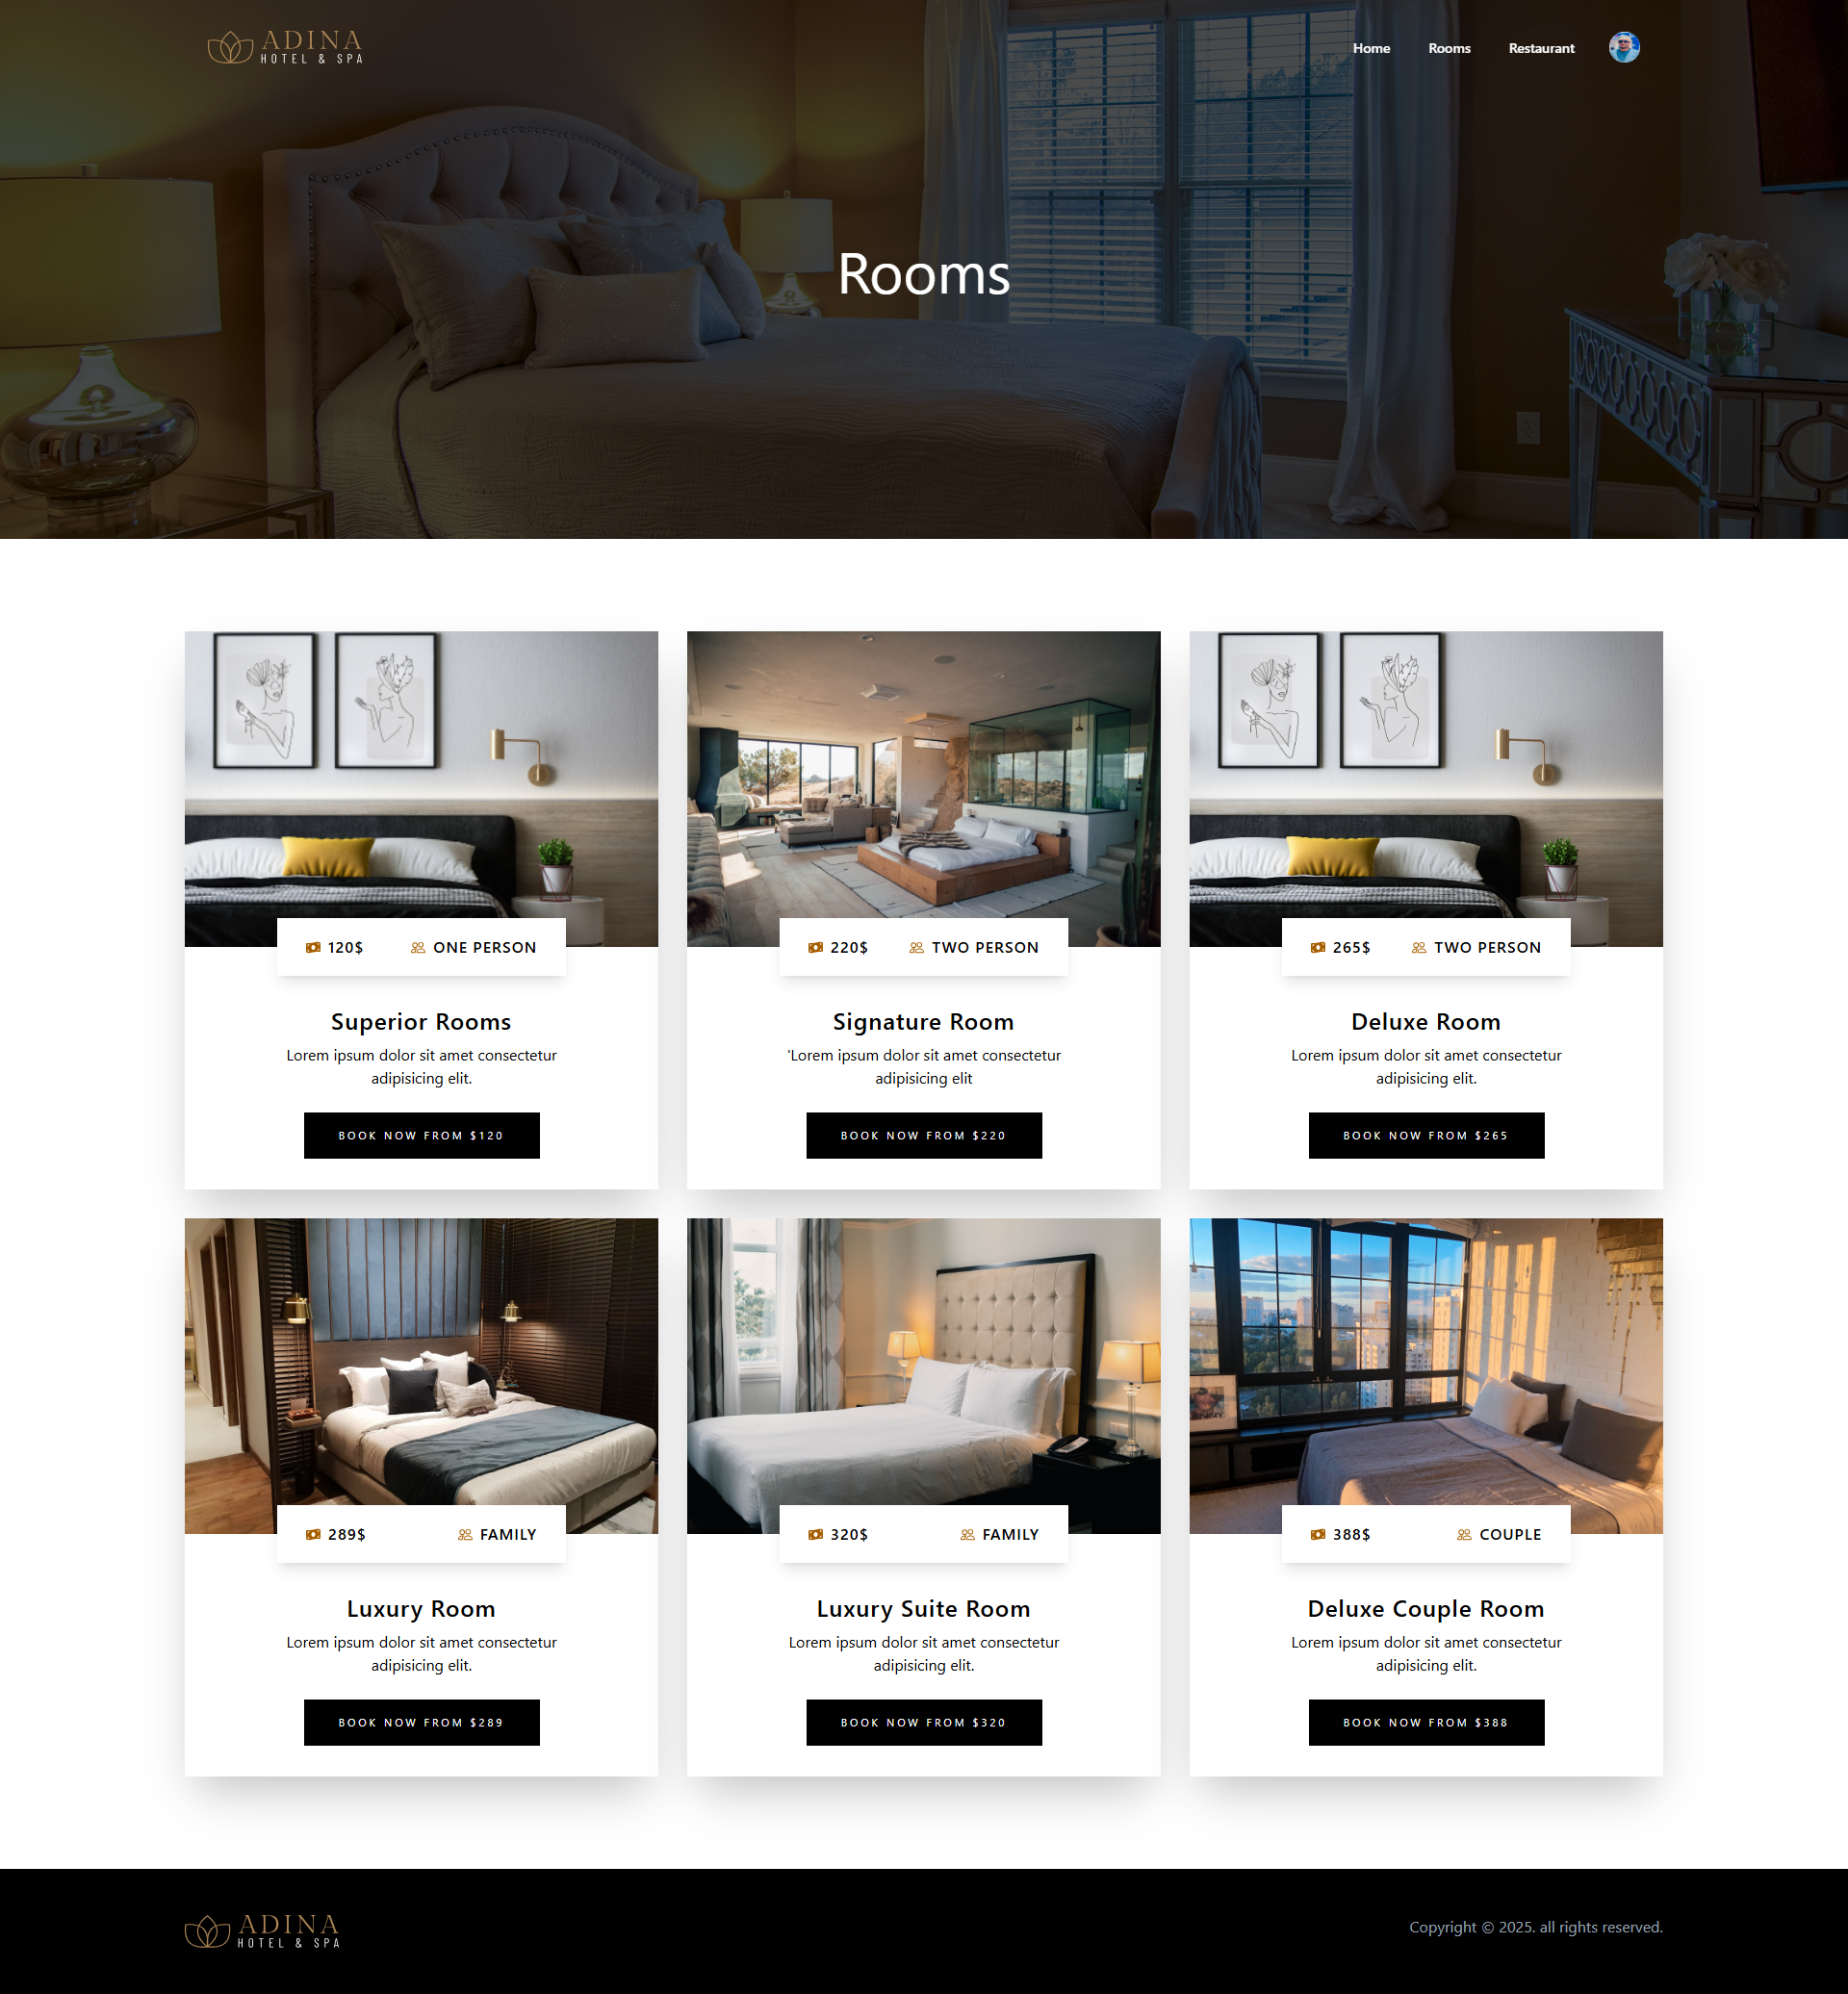 ADINA
HOTEL & SPA
Home
Rooms
Restaurant
Rooms
120$
ONE PERSON
220$
TWO PERSON
265$
TWO PERSON
Superior Rooms
Lorem ipsum dolor sit amet consectetur
adipisicing elit.
BOOK NOW FROM $120
Signature Room
'Lorem ipsum dolor sit amet consectetur
adipisicing elit
BOOK NOW FROM $220
Deluxe Room
Lorem ipsum dolor sit amet consectetur
adipisicing elit.
BOOK NOW FROM $265
289$
FAMILY
320$
FAMILY
388$
COUPLE
Luxury Room
Lorem ipsum dolor sit amet consectetur
adipisicing elit.
BOOK NOW FROM $289
Luxury Suite Room
Lorem ipsum dolor sit amet consectetur
adipisicing elit.
BOOK NOW FROM $320
Deluxe Couple Room
Lorem ipsum dolor sit amet consectetur
adipisicing elit.
BOOK NOW FROM $388
ADINA
HOTEL & SPA
Copyright © 2025. all rights reserved.